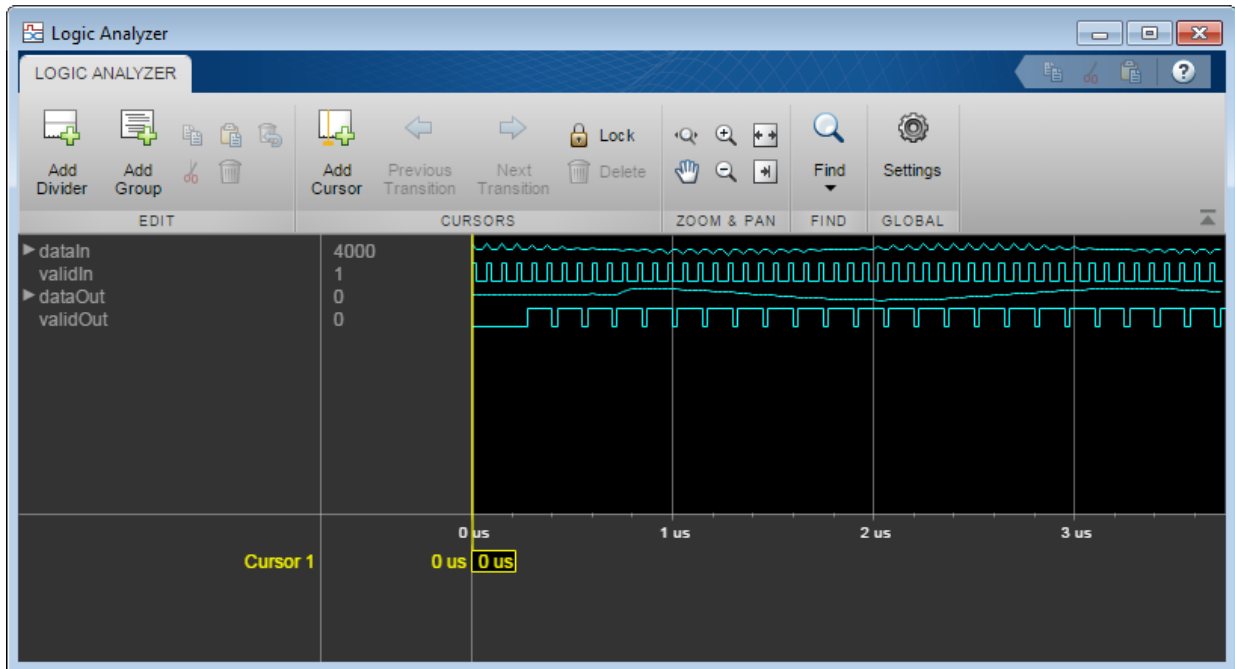 Logic Analyzer
LOGIC ANALYZER
?
Add Divider
Add Group
Add Cursor
Previous Transition
Next Transition
Lock
Delete
Find
Settings
EDIT
CURSORS
ZOOM & PAN
FIND
GLOBAL
dataIn 4000
validIn 1
dataOut 0
validOut 0
0 us 1 us 2 us 3 us
Cursor 1 0 us 0 us